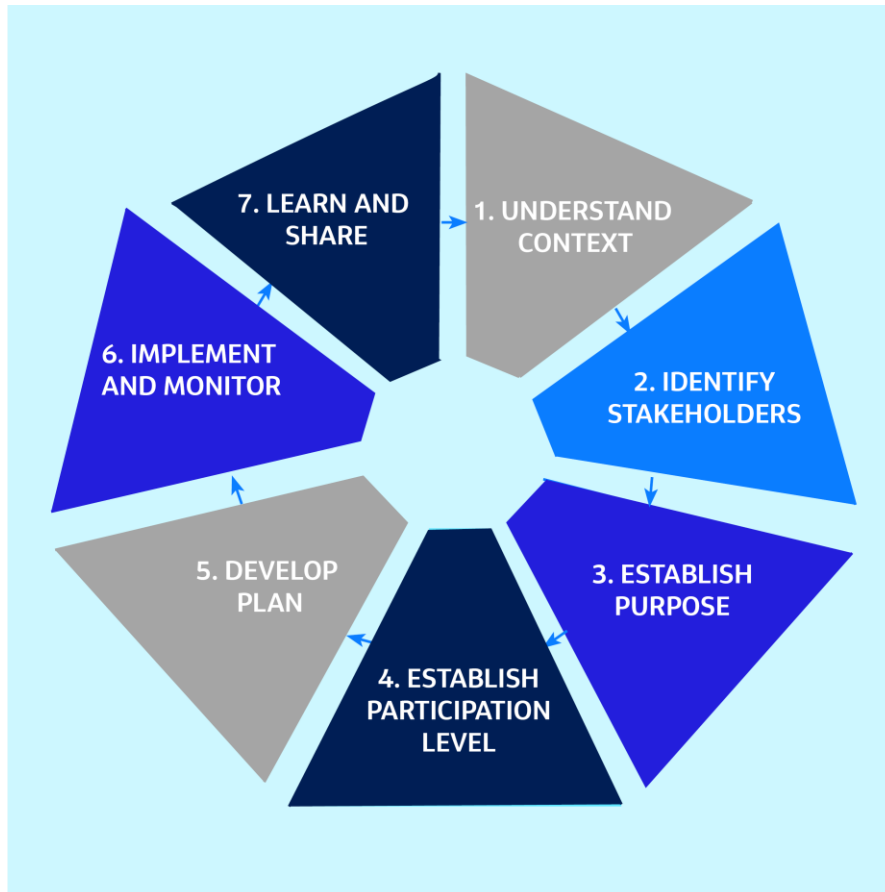 1. UNDERSTAND
CONTEXT
2. IDENTIFY
STAKEHOLDERS
3. ESTABLISH
PURPOSE
4. ESTABLISH
PARTICIPATION
LEVEL
5. DEVELOP
PLAN
6. IMPLEMENT
AND MONITOR
7. LEARN AND
SHARE